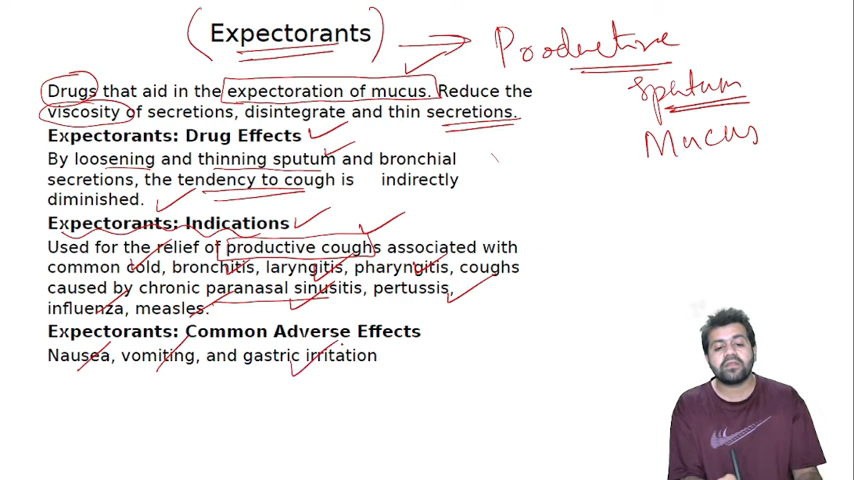 Expectorants
Productive
Sputum
Mucus
Drugs that aid in the expectoration of mucus. Reduce the
viscosity of secretions, disintegrate and thin secretions.
Expectorants: Drug Effects
By loosening and thinning sputum and bronchial
secretions, the tendency to cough is indirectly
diminished.
Expectorants: Indications
Used for the relief of productive coughs associated with
common cold, bronchitis, laryngitis, pharyngitis, coughs
caused by chronic paranasal sinusitis, pertussis,
influenza, measles.
Expectorants: Common Adverse Effects
Nausea, vomiting, and gastric irritation